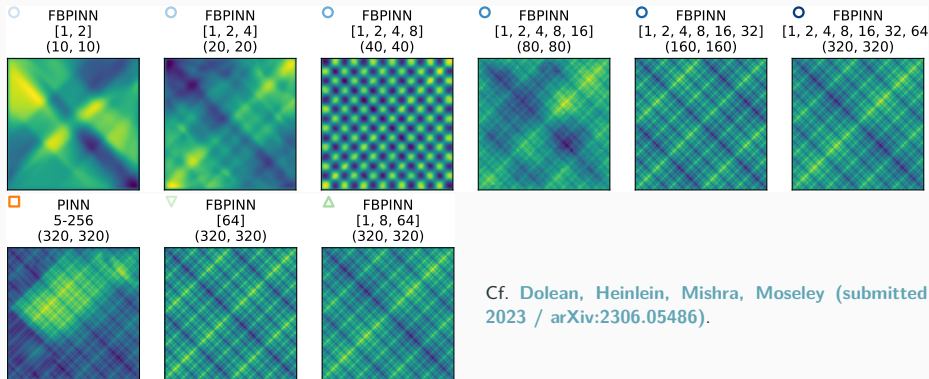 FBPINN
[1, 2]
(10, 10)
FBPINN
[1, 2, 4]
(20, 20)
FBPINN
[1, 2, 4, 8]
(40, 40)
FBPINN
[1, 2, 4, 8, 16]
(80, 80)
FBPINN
[1, 2, 4, 8, 16, 32]
(160, 160)
FBPINN
[1, 2, 4, 8, 16, 32, 64
(320, 320)
PINN
5-256
(320, 320)
FBPINN
[64]
(320, 320)
FBPINN
[1, 8, 64]
(320, 320)
Cf. Dolean, Heinlein, Mishra, Moseley (submitted
2023 / arXiv:2306.05486).